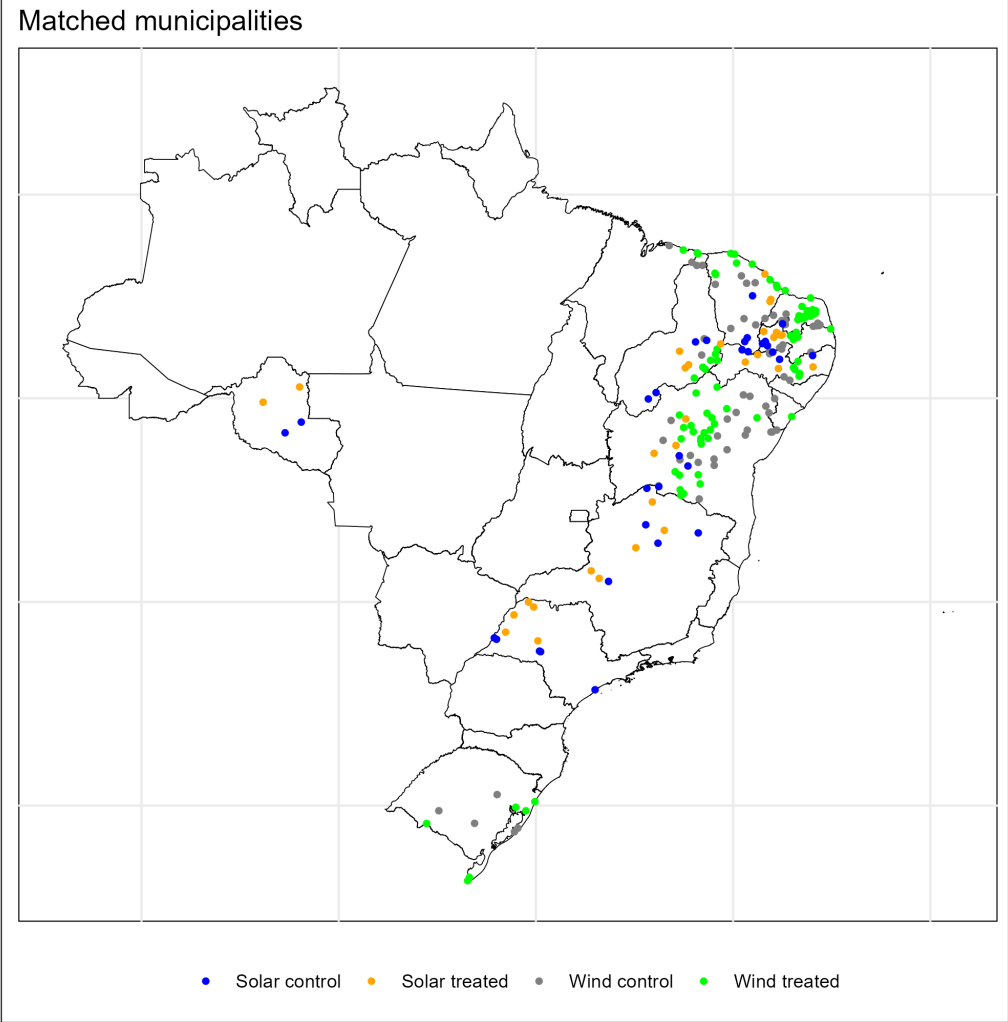 Matched municipalities
Solar control Solar treated Wind control Wind treated